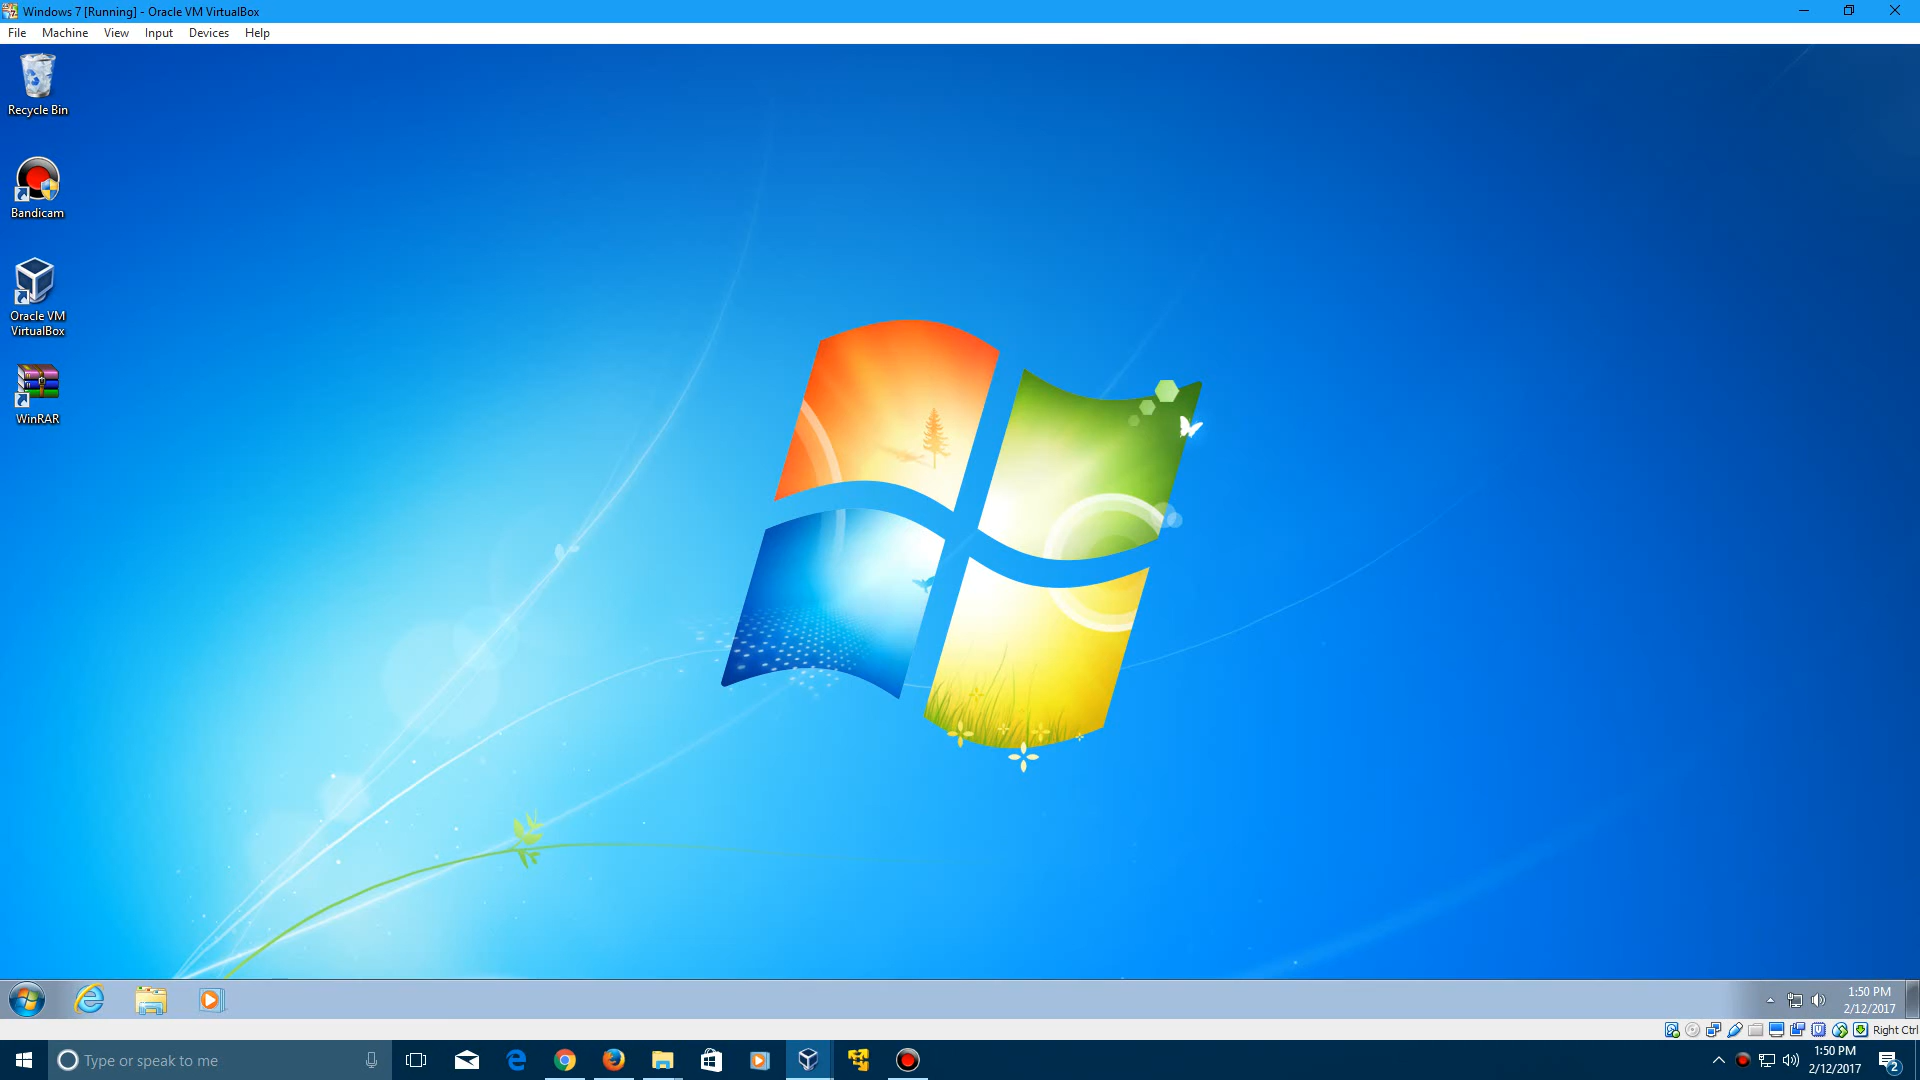 Windows 7 [Running] - Oracle VM VirtualBox
File Machine View Input Devices Help
Recycle Bin
Bandicam
Oracle VM
VirtualBox
WinRAR
1:50 PM
2/12/2017
Right Ctrl
Type or speak to me
1:50 PM
2/12/2017
2